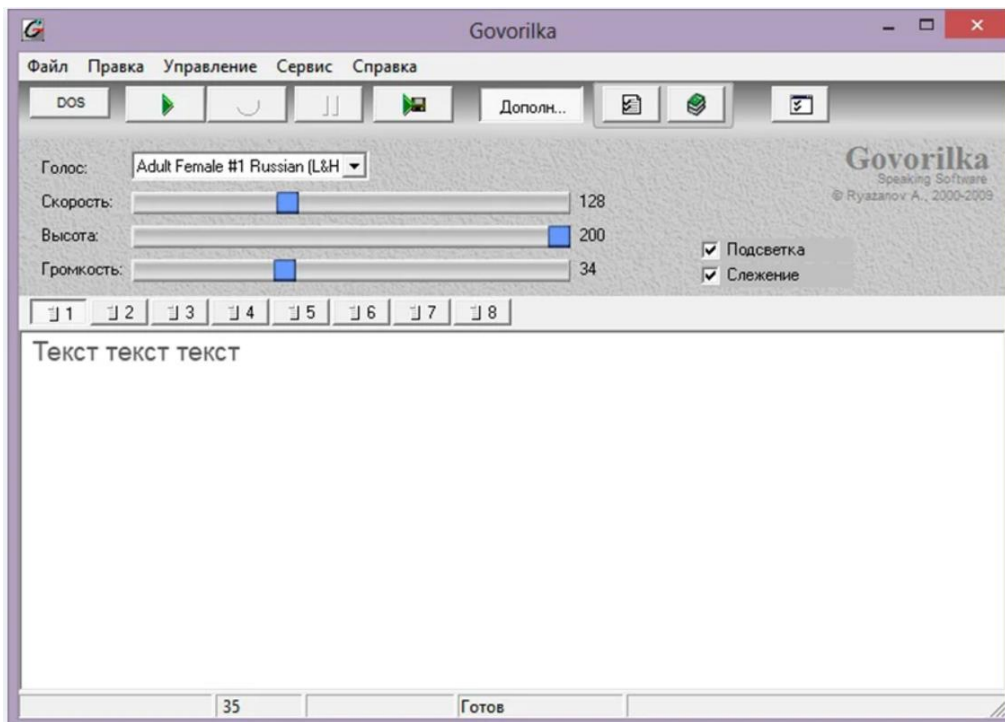 Govorilka
Файл Правка Управление Сервис Справка
DOS Дополн...
Голос: Adult Female #1 Russian (L&H
Govorilka
Speaking Software
© Ryazanov A., 2000-2009
Скорость: 128
Высота: 200
Громкость: 34
Подсветка
Слежение
1 2 3 4 5 6 7 8
Текст текст текст
35 Готов